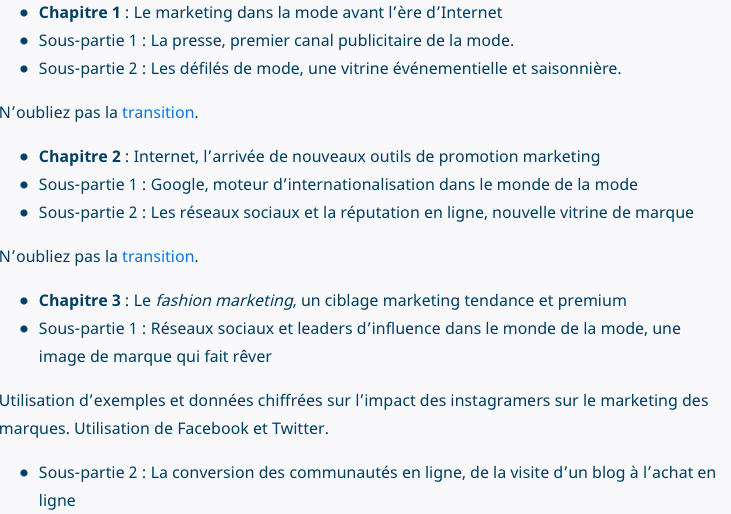 • Chapitre 1 : Le marketing dans la mode avant l’ère d’Internet
• Sous-partie 1 : La presse, premier canal publicitaire de la mode.
• Sous-partie 2 : Les défilés de mode, une vitrine événementielle et saisonnière.
N’oubliez pas la transition.
• Chapitre 2 : Internet, l’arrivée de nouveaux outils de promotion marketing
• Sous-partie 1 : Google, moteur d’internationalisation dans le monde de la mode
• Sous-partie 2 : Les réseaux sociaux et la réputation en ligne, nouvelle vitrine de marque
N’oubliez pas la transition.
• Chapitre 3 : Le fashion marketing, un ciblage marketing tendance et premium
• Sous-partie 1 : Réseaux sociaux et leaders d’influence dans le monde de la mode, une
image de marque qui fait rêver
Utilisation d’exemples et données chiffrées sur l’impact des instagramers sur le marketing des
marques. Utilisation de Facebook et Twitter.
• Sous-partie 2 : La conversion des communautés en ligne, de la visite d’un blog à l’achat en
ligne